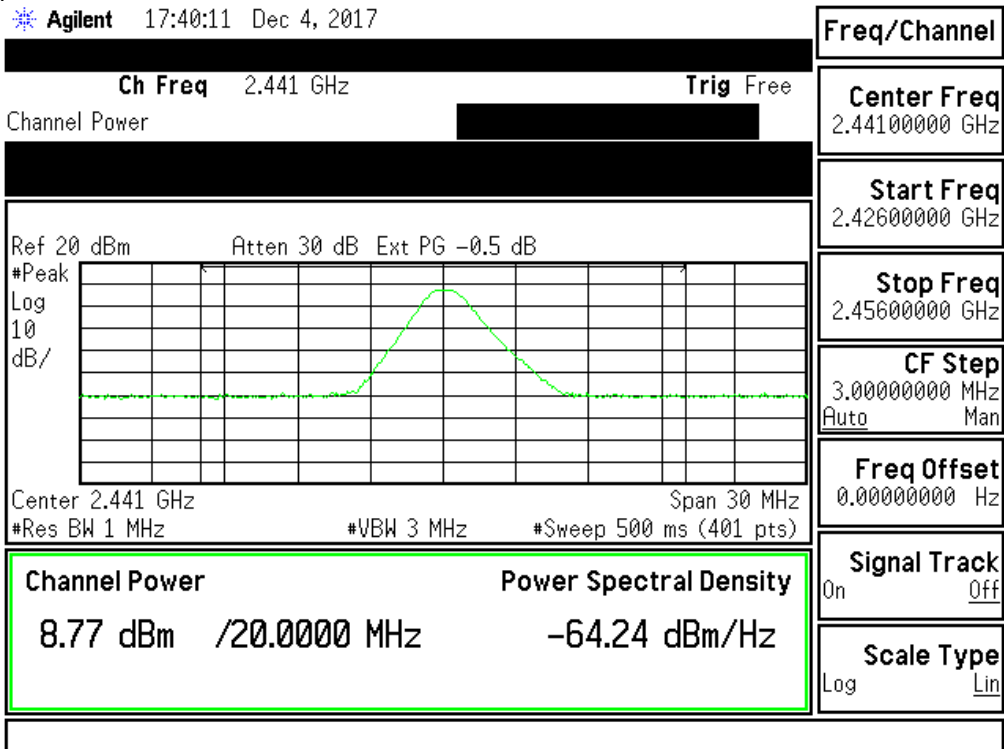 Agilent 17:40:11 Dec 4, 2017
Ch Freq 2.441 GHz Trig Free
Channel Power
Ref 20 dBm Atten 30 dB Ext PG -0.5 dB
#Peak
Log
10
dB/
Center 2.441 GHz Span 30 MHz
#Res BW 1 MHz #VBW 3 MHz #Sweep 500 ms (401 pts)
Channel Power Power Spectral Density
8.77 dBm /20.0000 MHz -64.24 dBm/Hz
Freq/Channel
Center Freq
2.44100000 GHz
Start Freq
2.42600000 GHz
Stop Freq
2.45600000 GHz
CF Step
3.00000000 MHz
Auto Man
Freq Offset
0.00000000 Hz
Signal Track
On Off
Scale Type
Log Lin